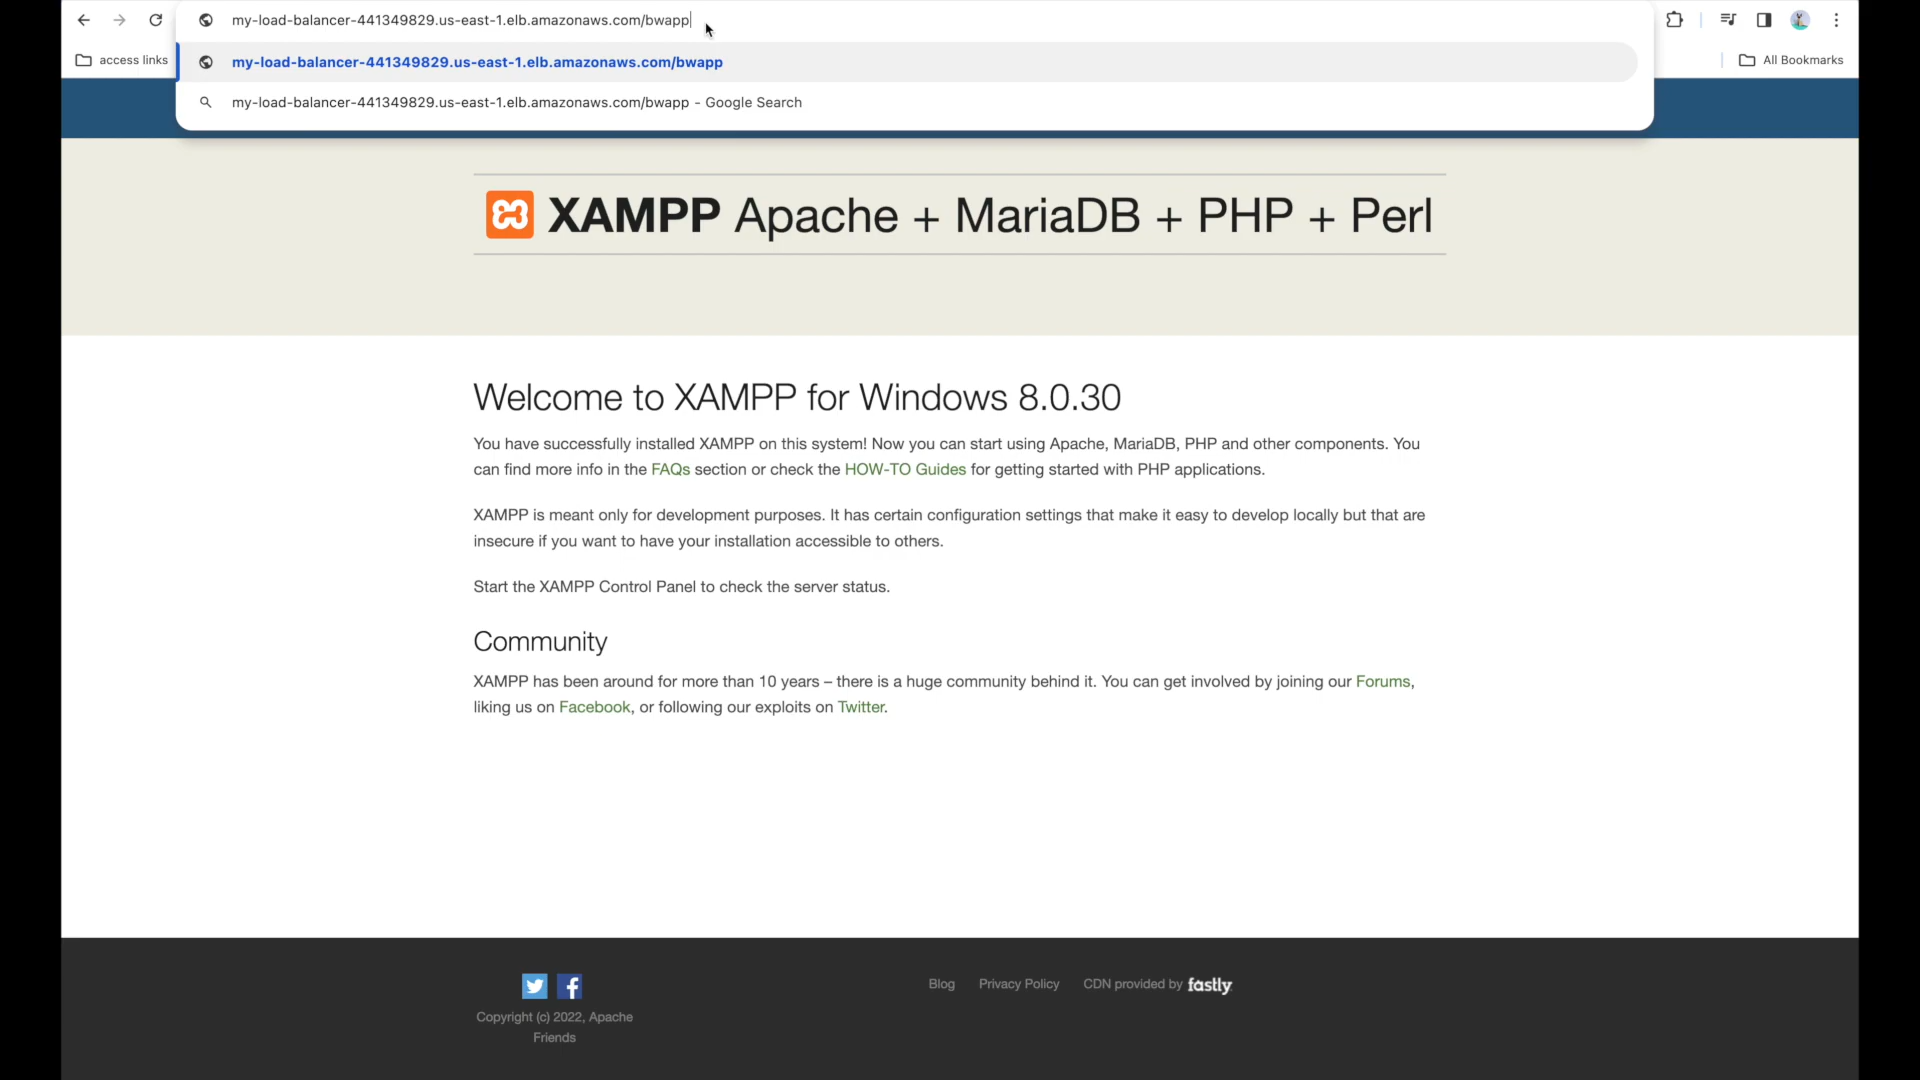 my-load-balancer-441349829.us-east-1.elb.amazonaws.com/bwapp
access links
my-load-balancer-441349829.us-east-1.elb.amazonaws.com/bwapp
All Bookmarks
my-load-balancer-441349829.us-east-1.elb.amazonaws.com/bwapp - Google Search
XAMPP Apache + MariaDB + PHP + Perl
Welcome to XAMPP for Windows 8.0.30
You have successfully installed XAMPP on this system! Now you can start using Apache, MariaDB, PHP and other components. You
can find more info in the FAQs section or check the HOW-TO Guides for getting started with PHP applications.
XAMPP is meant only for development purposes. It has certain configuration settings that make it easy to develop locally but that are
insecure if you want to have your installation accessible to others.
Start the XAMPP Control Panel to check the server status.
Community
XAMPP has been around for more than 10 years – there is a huge community behind it. You can get involved by joining our Forums,
liking us on Facebook, or following our exploits on Twitter.
Blog Privacy Policy CDN provided by fastly
Copyright (c) 2022, Apache
Friends